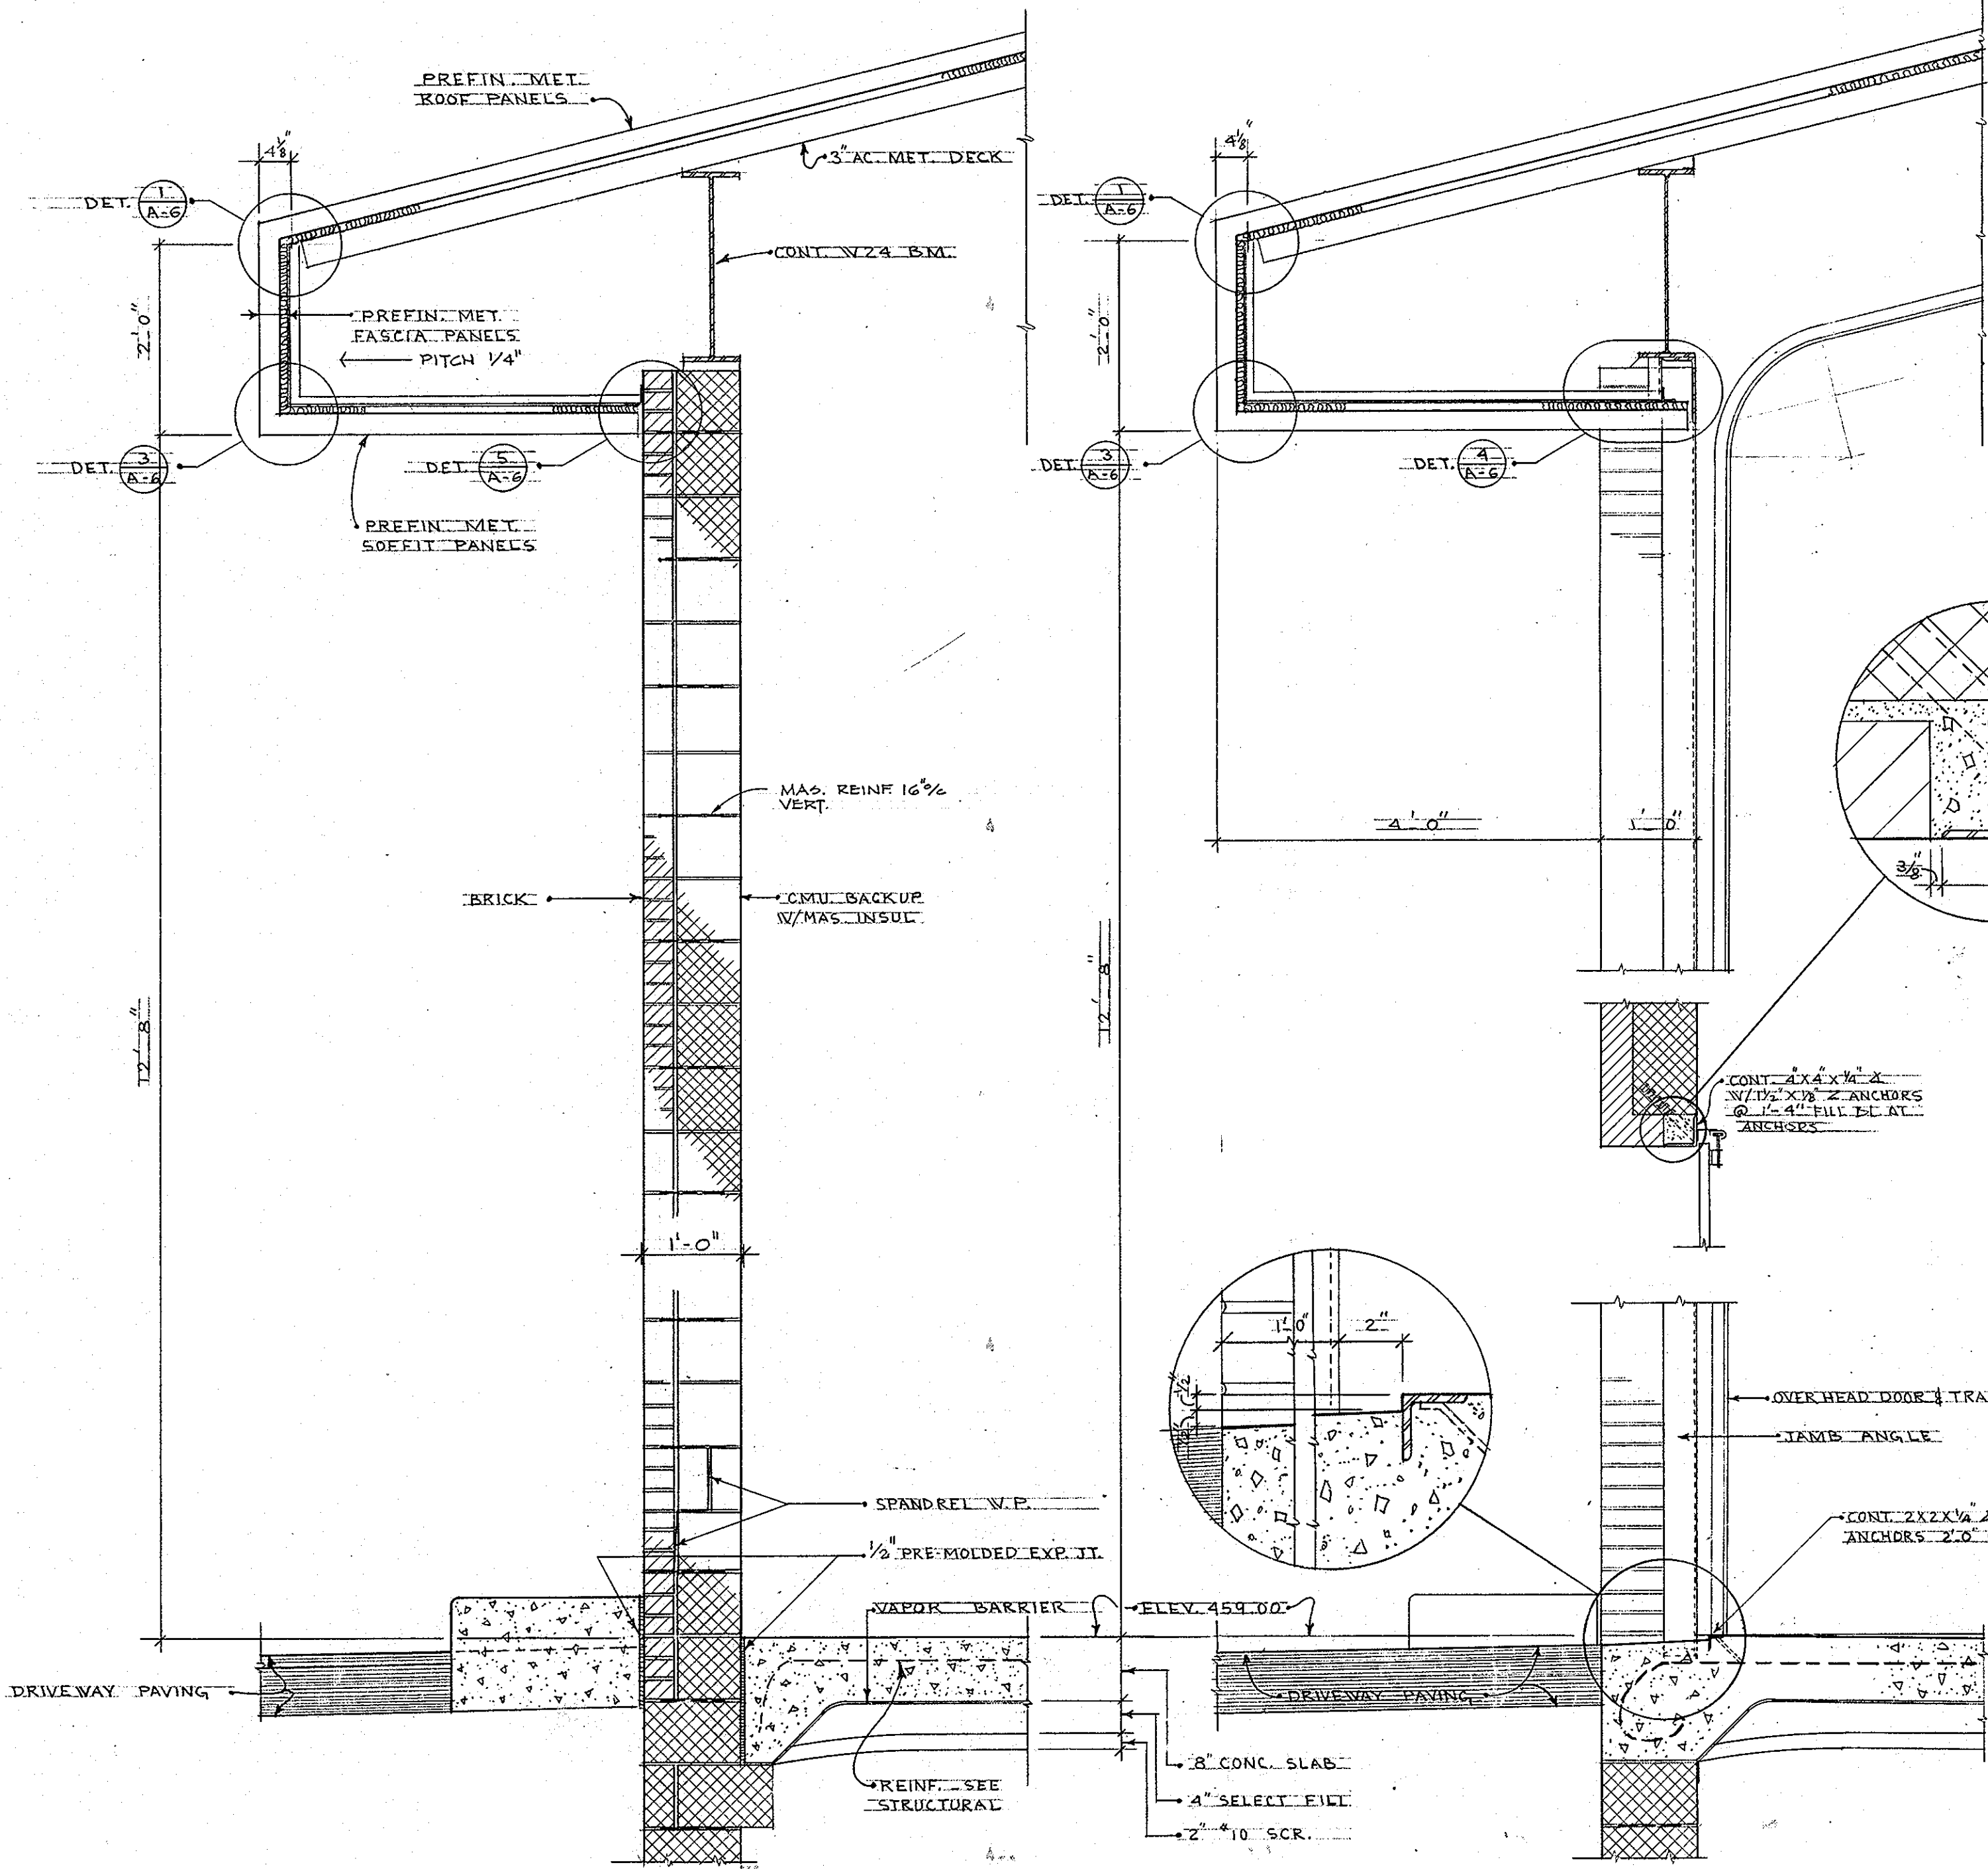 PREFIN. MET.
ROOF PANELS
4 1/8"
3" AC. MET. DECK
DET. 1
A-6
CONT. W24 BM.
2'-0"
PREFIN. MET.
FASCIA PANELS
PITCH 1/4"
DET. 3
A-6
DET. 5
A-6
PREFIN. MET.
SOFFIT PANELS
MAS. REINF. 16" o/c
VERT.
BRICK
CMU BACKUP
W/MAS. INSUL
12'-8"
1'-0"
SPANDREL W.P.
1/2" PRE-MOLDED EXP. JT.
VAPOR BARRIER
DRIVEWAY PAVING
REINF. SEE
STRUCTURAL
4 1/8"
DET. 1
A-6
2'-0"
DET. 3
A-6
DET. 4
A-6
4'-0"
1'-0"
3/8"
12'-8"
CONT. 4"X4"X1/4" ∠
W/1 1/2"X1/8" Z ANCHORS
@ 1'-4" FILL BL AT
ANCHORS
1'-0"
2"
1/2"
1/2"
OVERHEAD DOOR & TRA
JAMB ANGLE
CONT. 2X2X1/4 ∠
ANCHORS 2'-0"
ELEV. 459.00
DRIVEWAY PAVING
8" CONC. SLAB
4" SELECT FILL
2" #10 SCR.